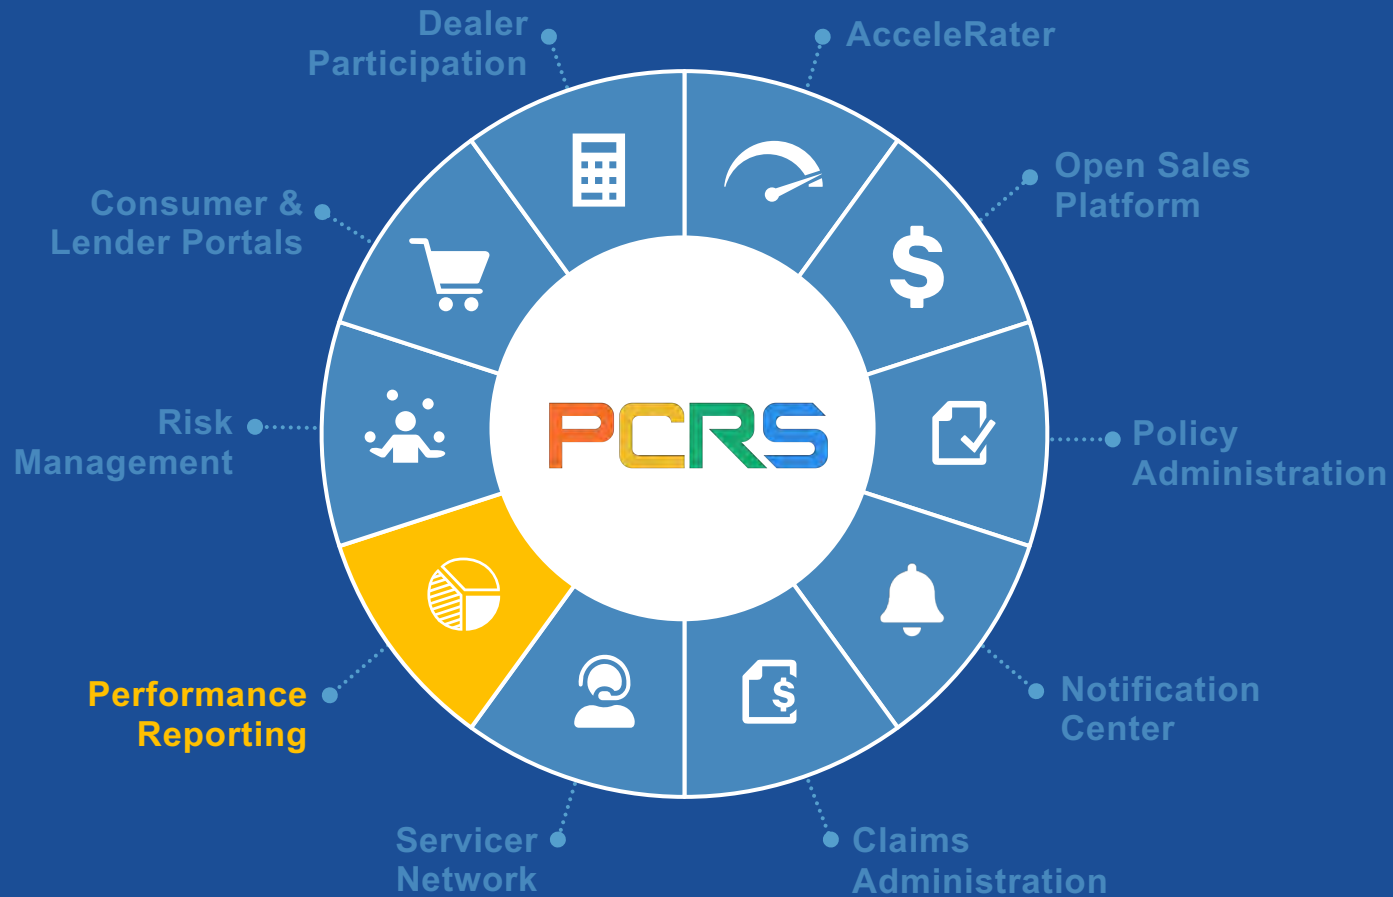 Dealer
Participation
AcceleRater
Open Sales
Platform
Consumer &
Lender Portals
$
PCRS
Risk
Management
Policy
Administration
Performance
Reporting
$
Notification
Center
Servicer
Network
Claims
Administration